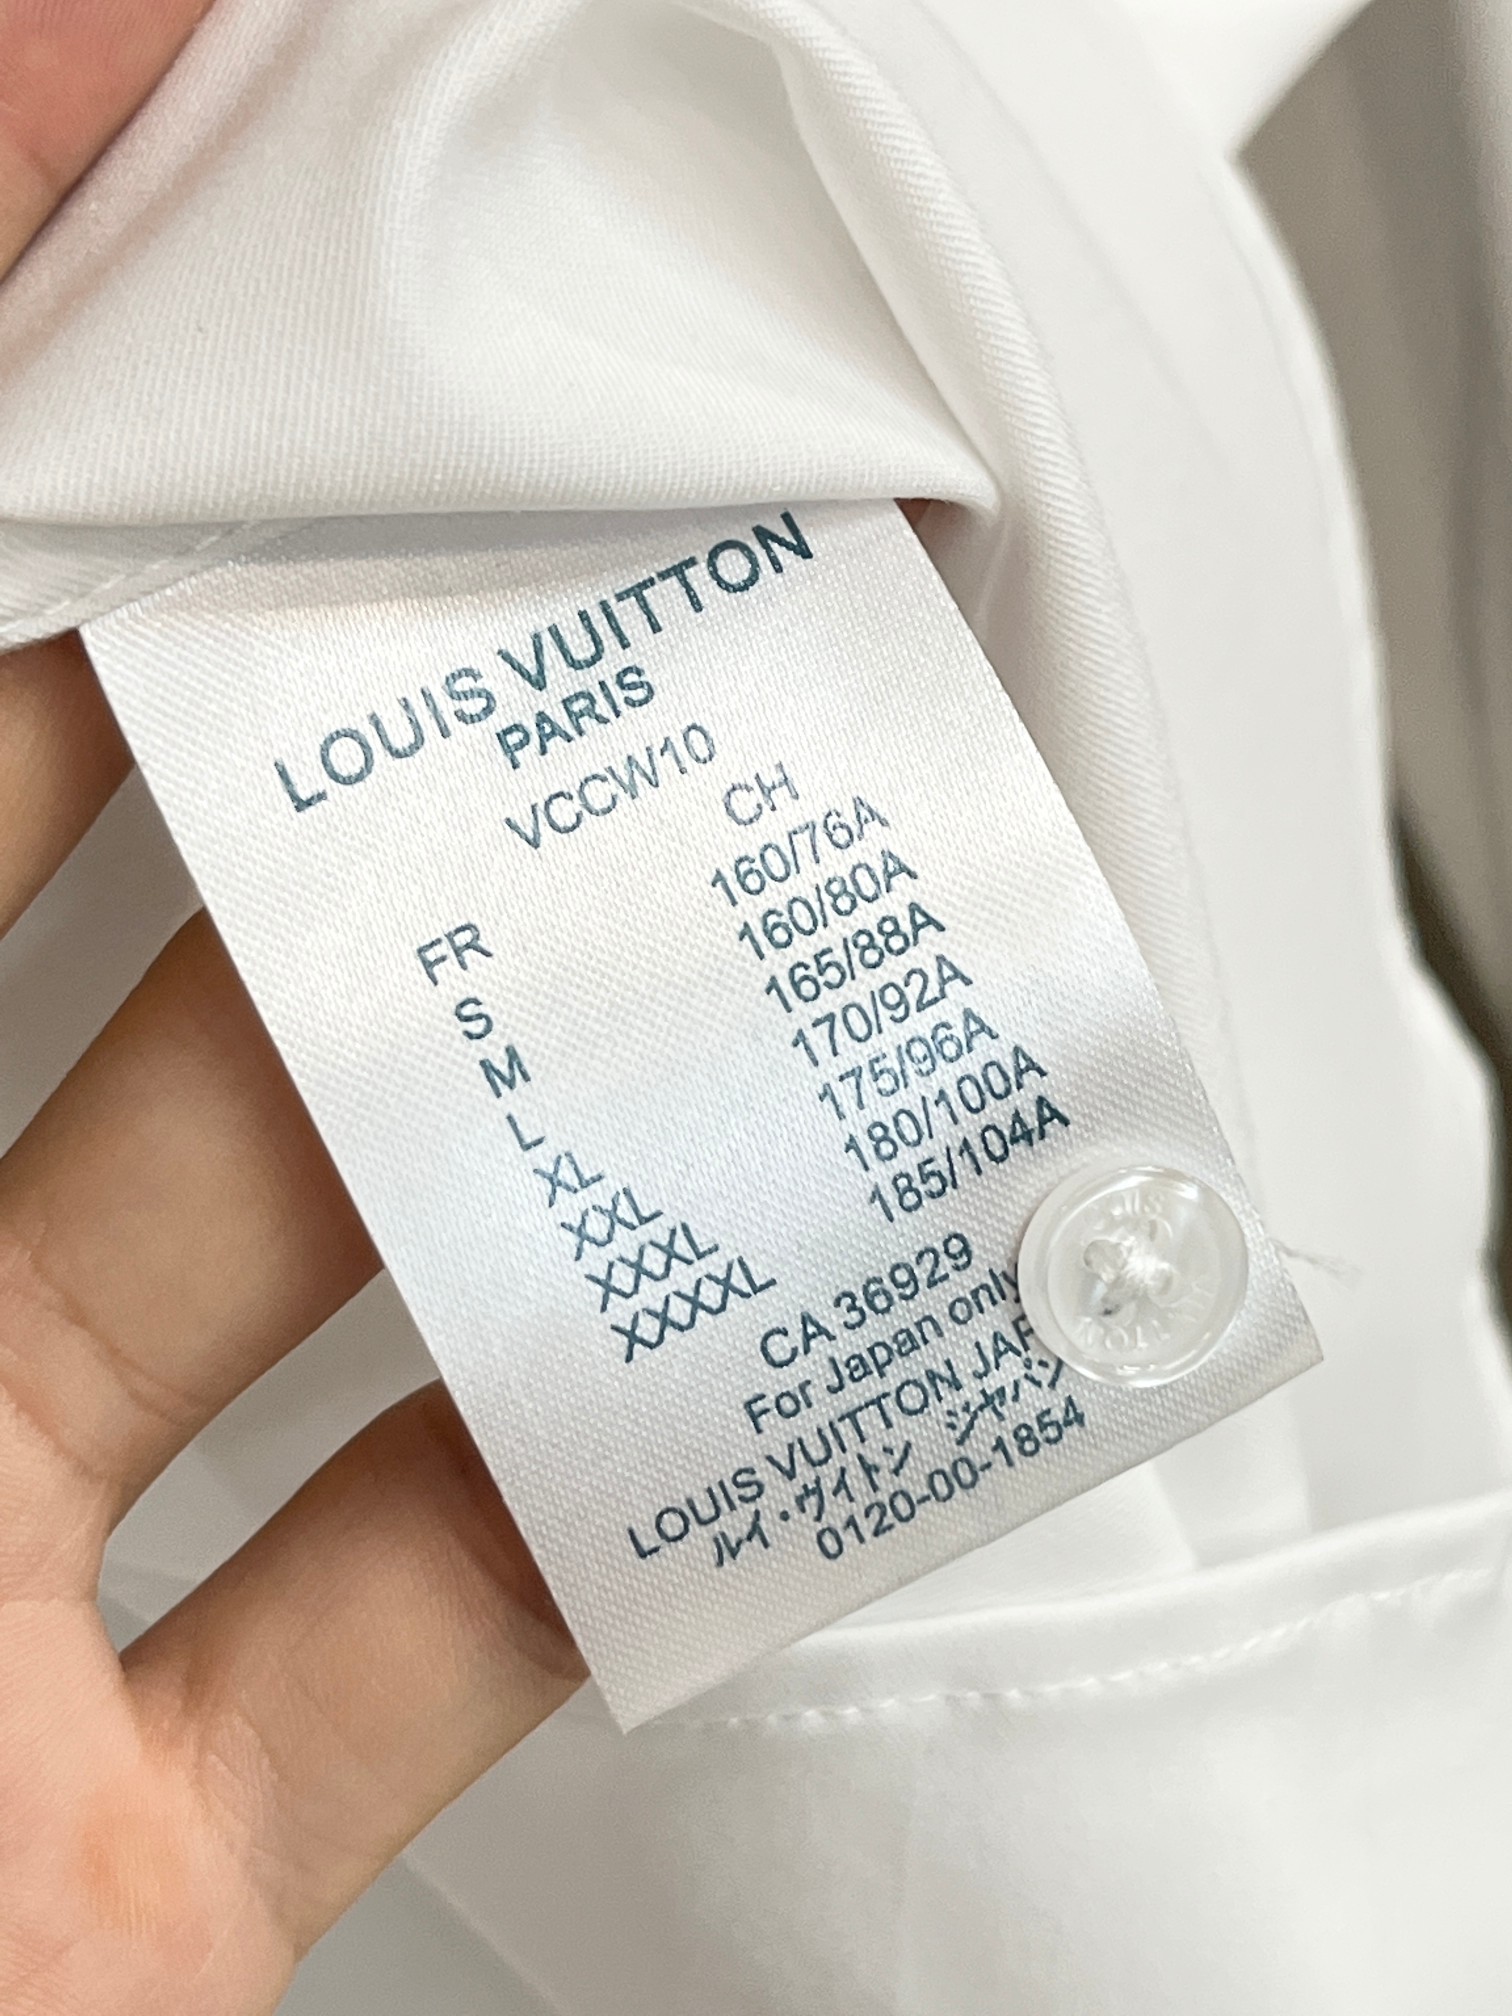 LOUIS VUITTON
PARIS
VCCW10
CH
160/76A
FR 160/80A
S 165/88A
M 170/92A
L 175/96A
XL 180/100A
XXL 185/104A
XXXL
XXXXL
CA 36929
For Japan only
LOUIS VUITTON JAP
ルイ・ヴィトン ジャパン
0120-00-1854